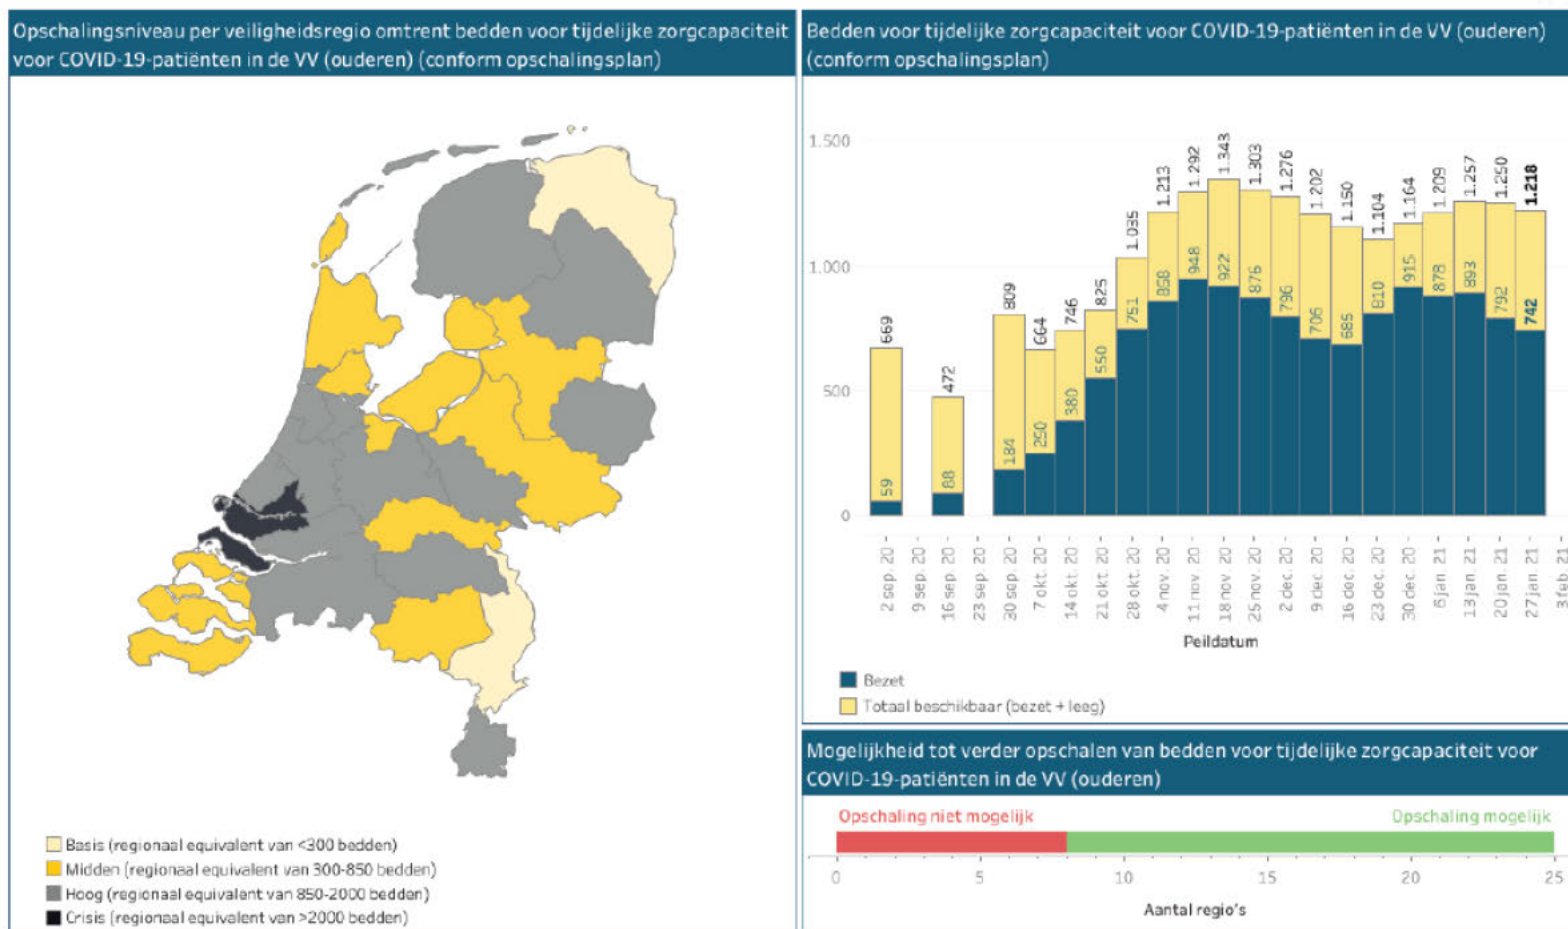 Opschalingsniveau per veiligheidsregio omtrent bedden voor tijdelijke zorgcapaciteit
voor COVID-19-patiënten in de VV (ouderen) (conform opschalingsplan)
Basis (regionaal equivalent van <300 bedden)
Midden (regionaal equivalent van 300-850 bedden)
Hoog (regionaal equivalent van 850-2000 bedden)
Crisis (regionaal equivalent van >2000 bedden)
Bedden voor tijdelijke zorgcapaciteit voor COVID-19-patiënten in de VV (ouderen)
(conform opschalingsplan)
1.500
1.000
500
0
669
472
809
664
746
825
1.035
1.213
1.292
1.343
1.303
1.276
1.202
1.150
1.104
1.164
1.209
1.257
1.250
1.218
59
88
184
250
380
550
751
858
948
922
876
796
706
685
810
915
878
893
792
742
2 sep. 20
9 sep. 20
16 sep. 20
23 sep. 20
30 sep. 20
7 okt. 20
14 okt. 20
21 okt. 20
28 okt. 20
4 nov. 20
11 nov. 20
18 nov. 20
25 nov. 20
2 dec. 20
9 dec. 20
16 dec. 20
23 dec. 20
30 dec. 20
6 jan. 21
13 jan. 21
20 jan. 21
27 jan. 21
3 feb. 21
Peildatum
Bezet
Totaal beschikbaar (bezet + leeg)
Mogelijkheid tot verder opschalen van bedden voor tijdelijke zorgcapaciteit voor
COVID-19-patiënten in de VV (ouderen)
Opschaling niet mogelijk Opschaling mogelijk
0 5 10 15 20 25
Aantal regio's